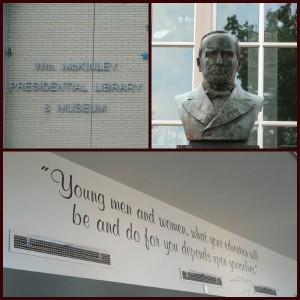 Wm. McKINLEY
PRESIDENTIAL LIBRARY
& MUSEUM
"Young men and women, what your education will
be and do for you depends upon yourselves."